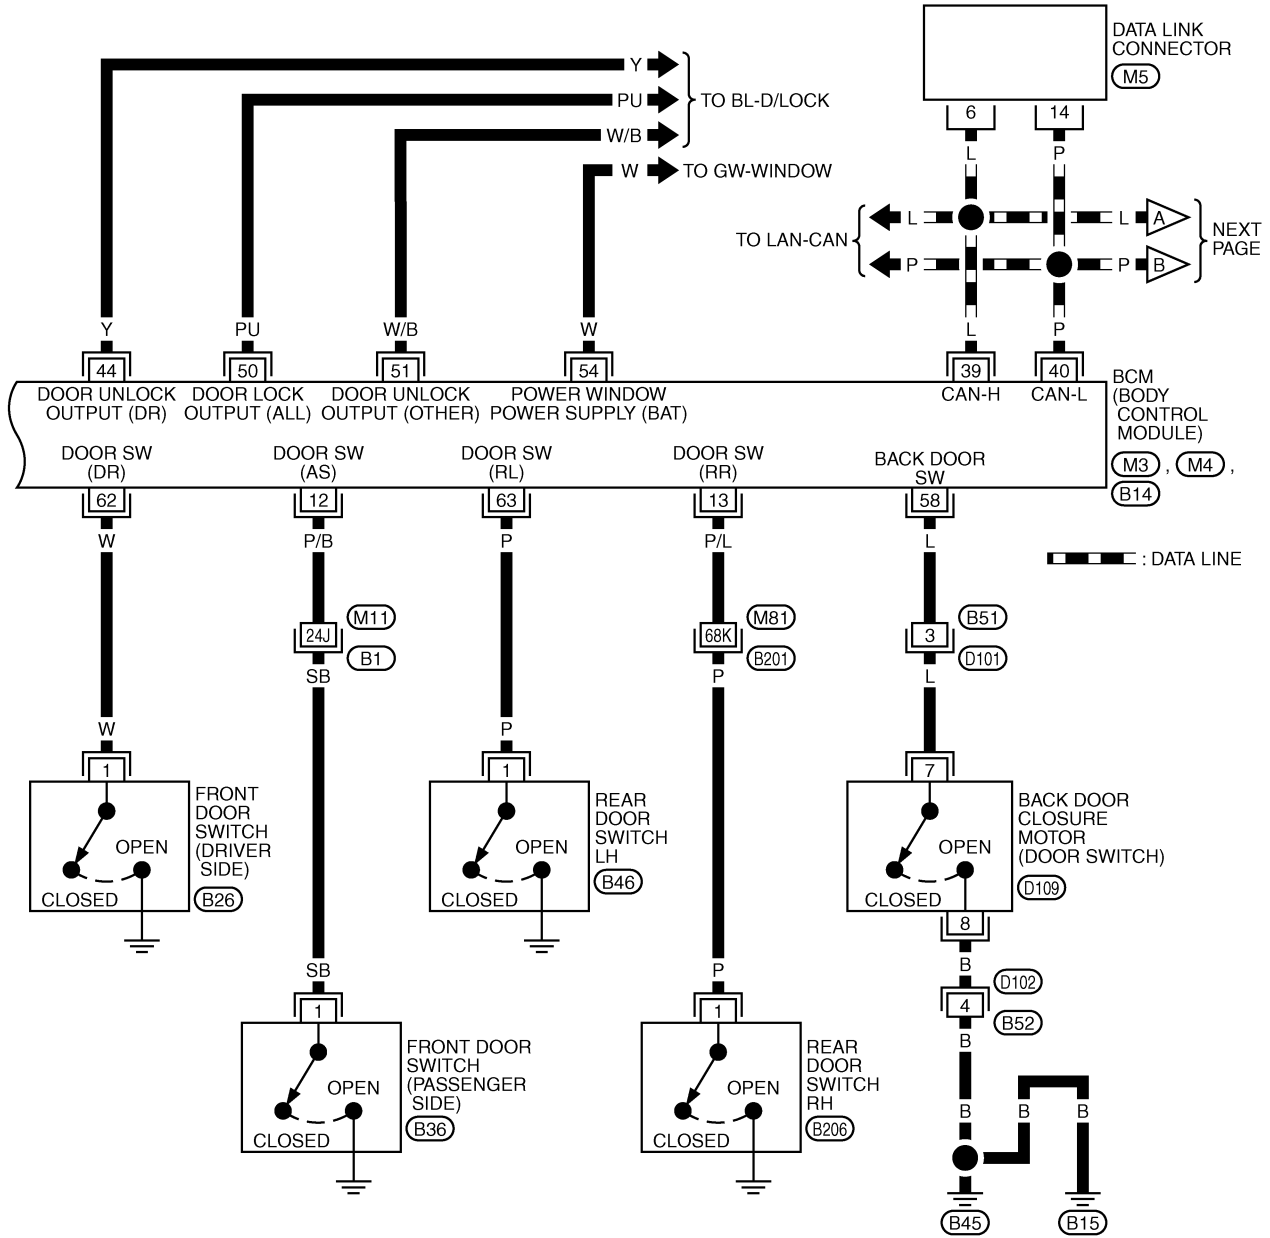 DATA LINK
CONNECTOR
M5
6
14
L
P
Y
PU
W/B
TO BL-D/LOCK
W
TO GW-WINDOW
TO LAN-CAN
L
P
L
A
P
B
NEXT
PAGE
Y
PU
W/B
W
L
P
44
50
51
54
39
40
DOOR UNLOCK
OUTPUT (DR)
DOOR LOCK
OUTPUT (ALL)
DOOR UNLOCK
OUTPUT (OTHER)
POWER WINDOW
POWER SUPPLY (BAT)
CAN-H
CAN-L
BCM
(BODY
CONTROL
MODULE)
M3 , M4 ,
B14
DOOR SW
(DR)
DOOR SW
(AS)
DOOR SW
(RL)
DOOR SW
(RR)
BACK DOOR
SW
62
12
63
13
58
W
P/B
P
P/L
L
: DATA LINE
24J
M11
B1
68K
M81
B201
3
B51
D101
SB
P
L
W
P
1
1
7
FRONT
DOOR
SWITCH
(DRIVER
SIDE)
B26
OPEN
CLOSED
REAR
DOOR
SWITCH
LH
B46
OPEN
CLOSED
BACK DOOR
CLOSURE
MOTOR
(DOOR SWITCH)
D109
OPEN
CLOSED
8
B
D102
4
B52
B
SB
P
1
1
FRONT DOOR
SWITCH
(PASSENGER
SIDE)
B36
OPEN
CLOSED
REAR
DOOR
SWITCH
RH
B206
OPEN
CLOSED
B
B
B
B45
B15